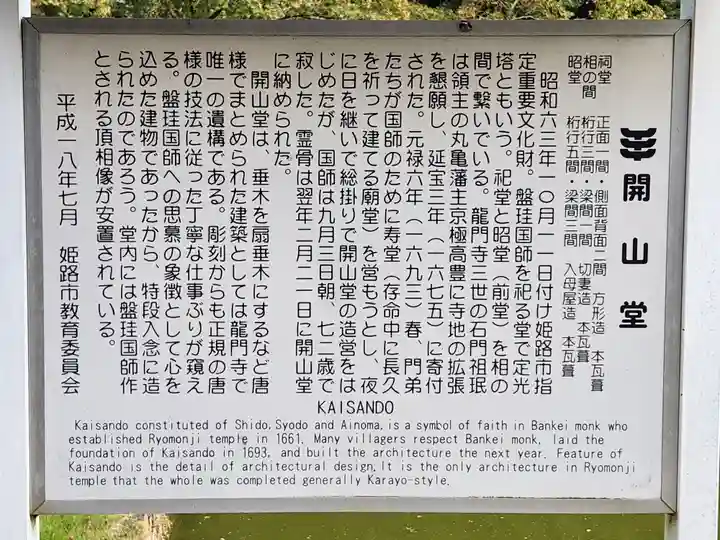 開山堂
祠堂 正面一間・側面背面二間 方形造 本瓦葺
相の間 桁行三間・梁間一間 切妻造 本瓦葺
昭堂 桁行五間・梁間三間 入母屋造 本瓦葺
昭和六三年一〇月一一日付け姫路市指
定重要文化財。盤珪国師を祀る堂で定光
塔ともいう。祀堂と昭堂（前堂）を相の
間で繋いでいる。龍門寺三世の石門祖珉
は領主の丸亀藩主京極高豊に寺地の拡張
を懇願し、延宝三年（一六七五）に寄付
された。元禄六年（一六九三）春、門弟
たちが国師のために寿堂（存命中に長久
を祈って建てる廟堂）を営もうとし、夜
に日を継いで総掛りで開山堂の造営をは
じめたが、国師は九月三日朝、七二歳で
寂した。霊骨は翌年二月二一日に開山堂
に納められた。
開山堂は、垂木を扇垂木にするなど唐
様でまとめられた建築としては龍門寺で
唯一の遺構である。彫刻からも正規の唐
様の技法に従った丁寧な仕事ぶりが窺え
る。盤珪国師への思慕の象徴として心を
込めた建物であったから、特段入念に造
られたのであろう。堂内には盤珪国師作
とされる頂相像が安置されている。
平成一八年七月 姫路市教育委員会
KAISANDO
Kaisando constituted of Shido,Syodo and Ainoma,is a symbol of faith in Bankei monk who
established Ryomonji temple in 1661. Many villagers respect Bankei monk, laid the
foundation of Kaisando in 1693, and built the architecture the next year. Feature of
Kaisando is the detail of architectural design.It is the only architecture in Ryomonji
temple that the whole was completed generally Karayo-style.